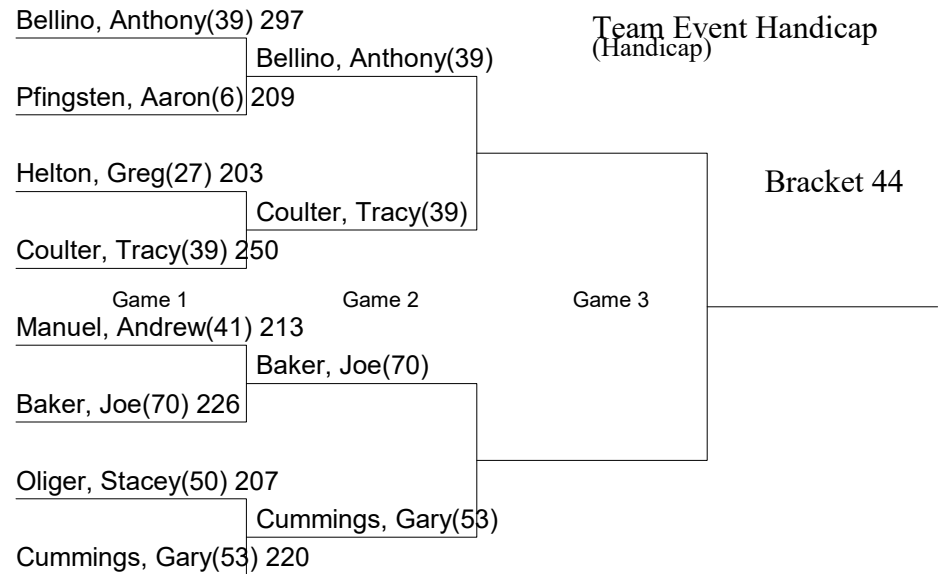 Bellino, Anthony(39) 297
Team Event Handicap
(Handicap)
Bellino, Anthony(39)
Pfingsten, Aaron(6) 209
Helton, Greg(27) 203
Bracket 44
Coulter, Tracy(39)
Coulter, Tracy(39) 250
Game 1
Game 2
Game 3
Manuel, Andrew(41) 213
Baker, Joe(70)
Baker, Joe(70) 226
Oliger, Stacey(50) 207
Cummings, Gary(53)
Cummings, Gary(53) 220